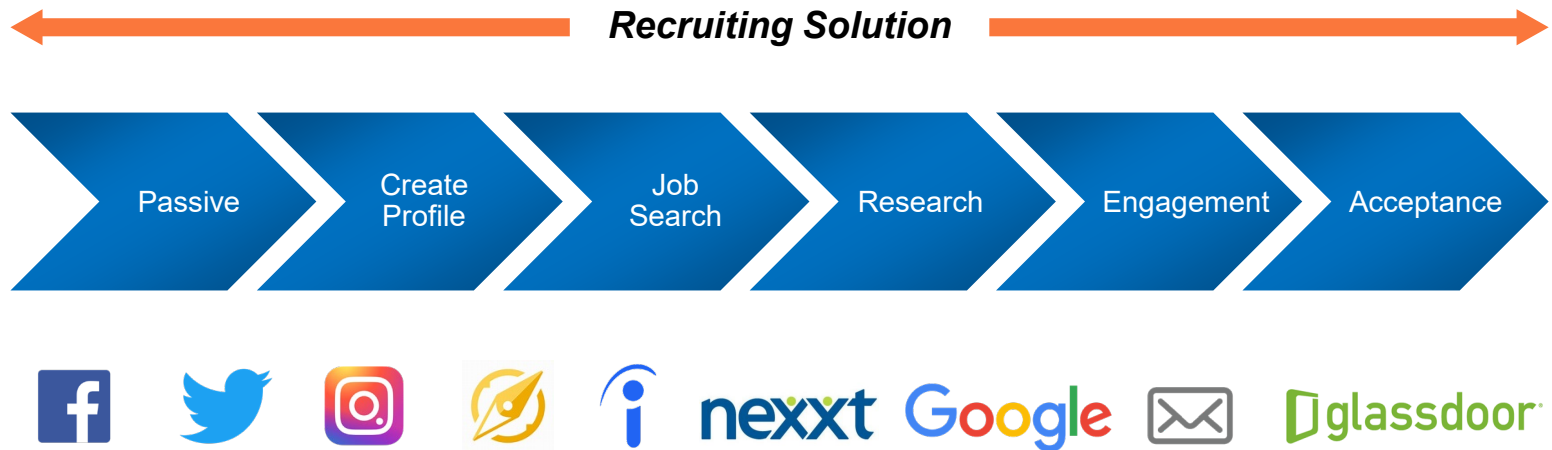 Recruiting Solution
Passive
Create
Profile
Job
Search
Research
Engagement
Acceptance
nexxt
Google
glassdoor